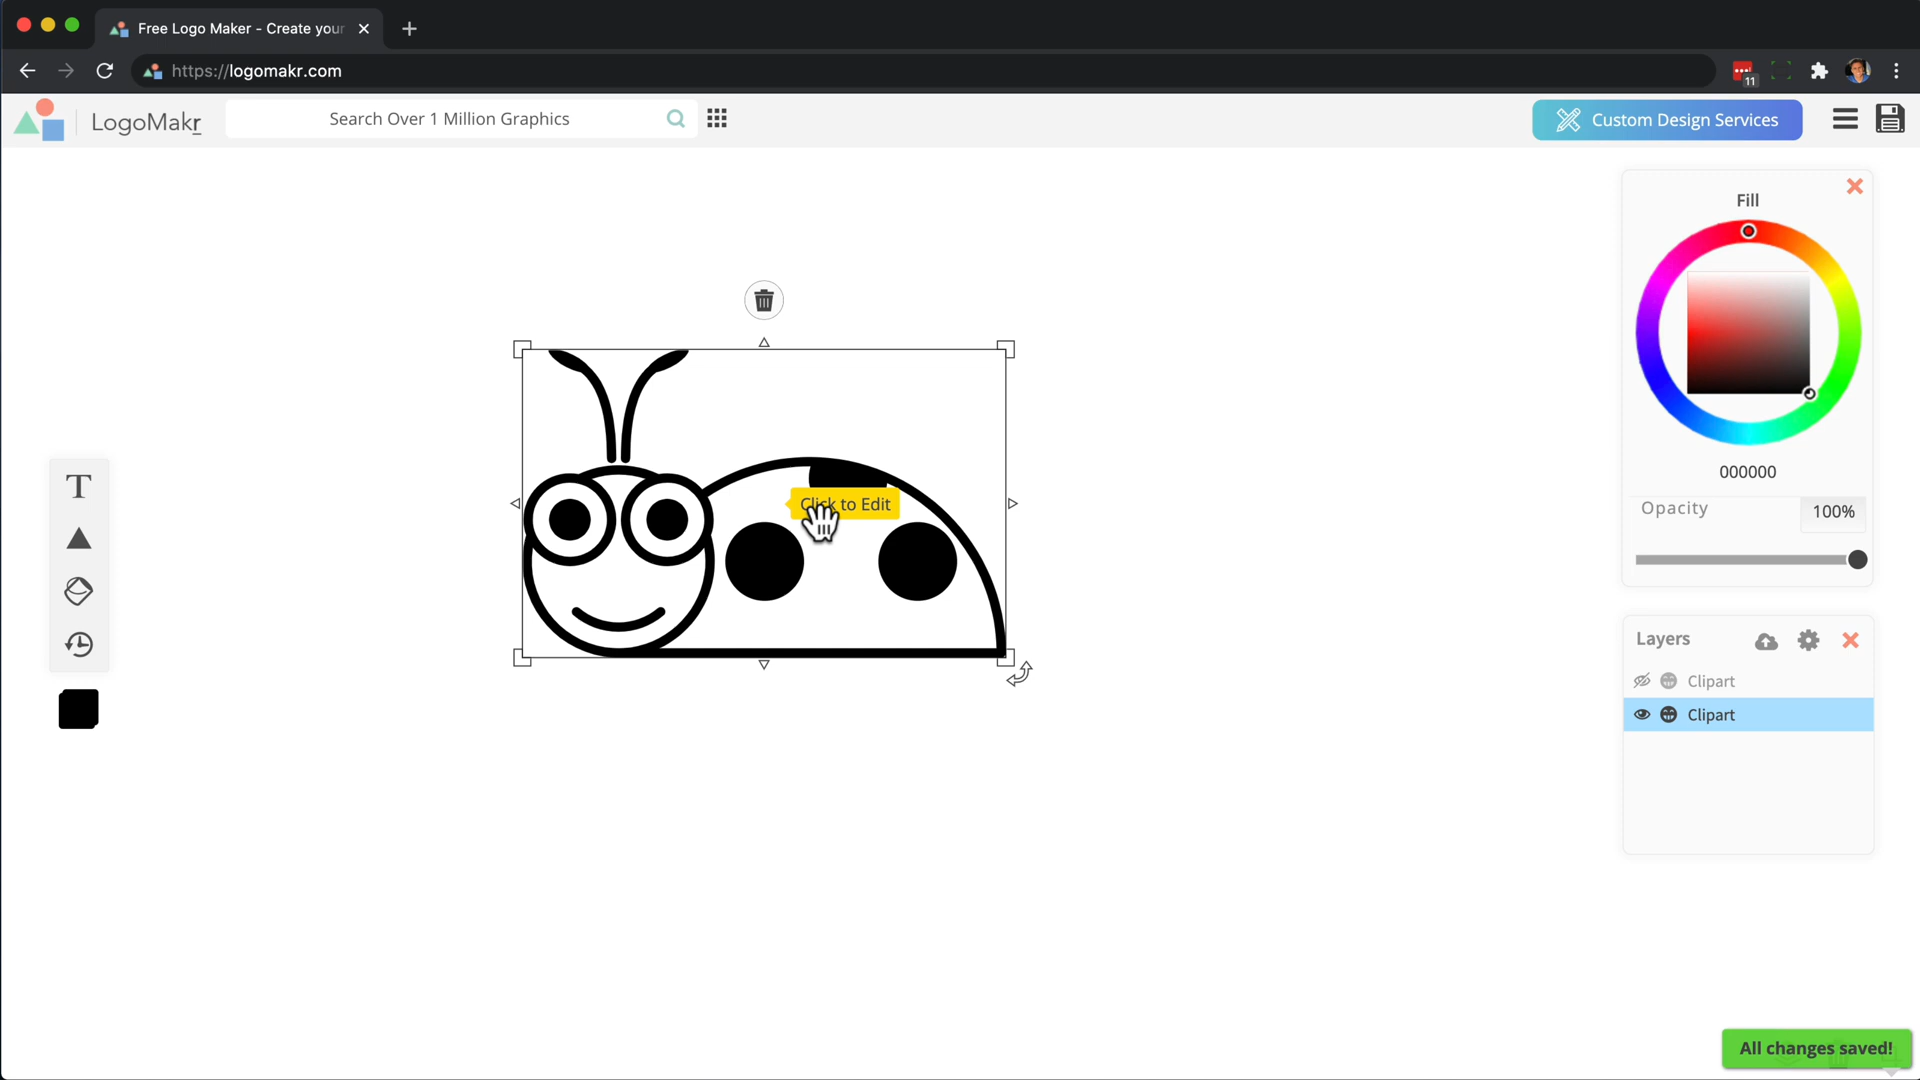 Free Logo Maker - Create your
https://logomakr.com
11
LogoMakr
Search Over 1 Million Graphics
Custom Design Services
Fill
Click to Edit
000000
Opacity
100%
T
Layers
Clipart
Clipart
All changes saved!